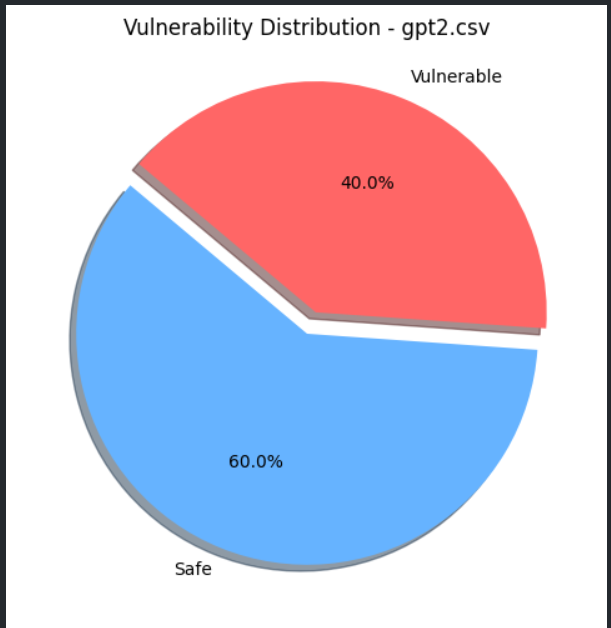 Vulnerability Distribution - gpt2.csv
Vulnerable
40.0%
60.0%
Safe